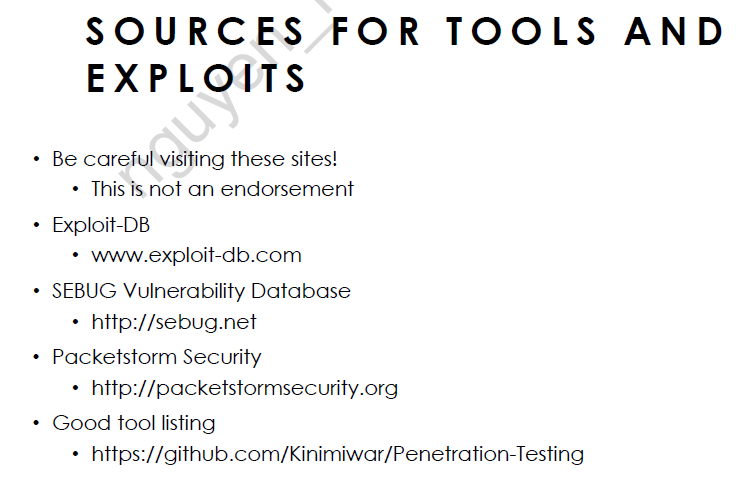 SOURCES FOR TOOLS AND
EXPLOITS
• Be careful visiting these sites!
• This is not an endorsement
• Exploit-DB
• www.exploit-db.com
• SEBUG Vulnerability Database
• http://sebug.net
• Packetstorm Security
• http://packetstormsecurity.org
• Good tool listing
• https://github.com/Kinimiwar/Penetration-Testing
nguyen_